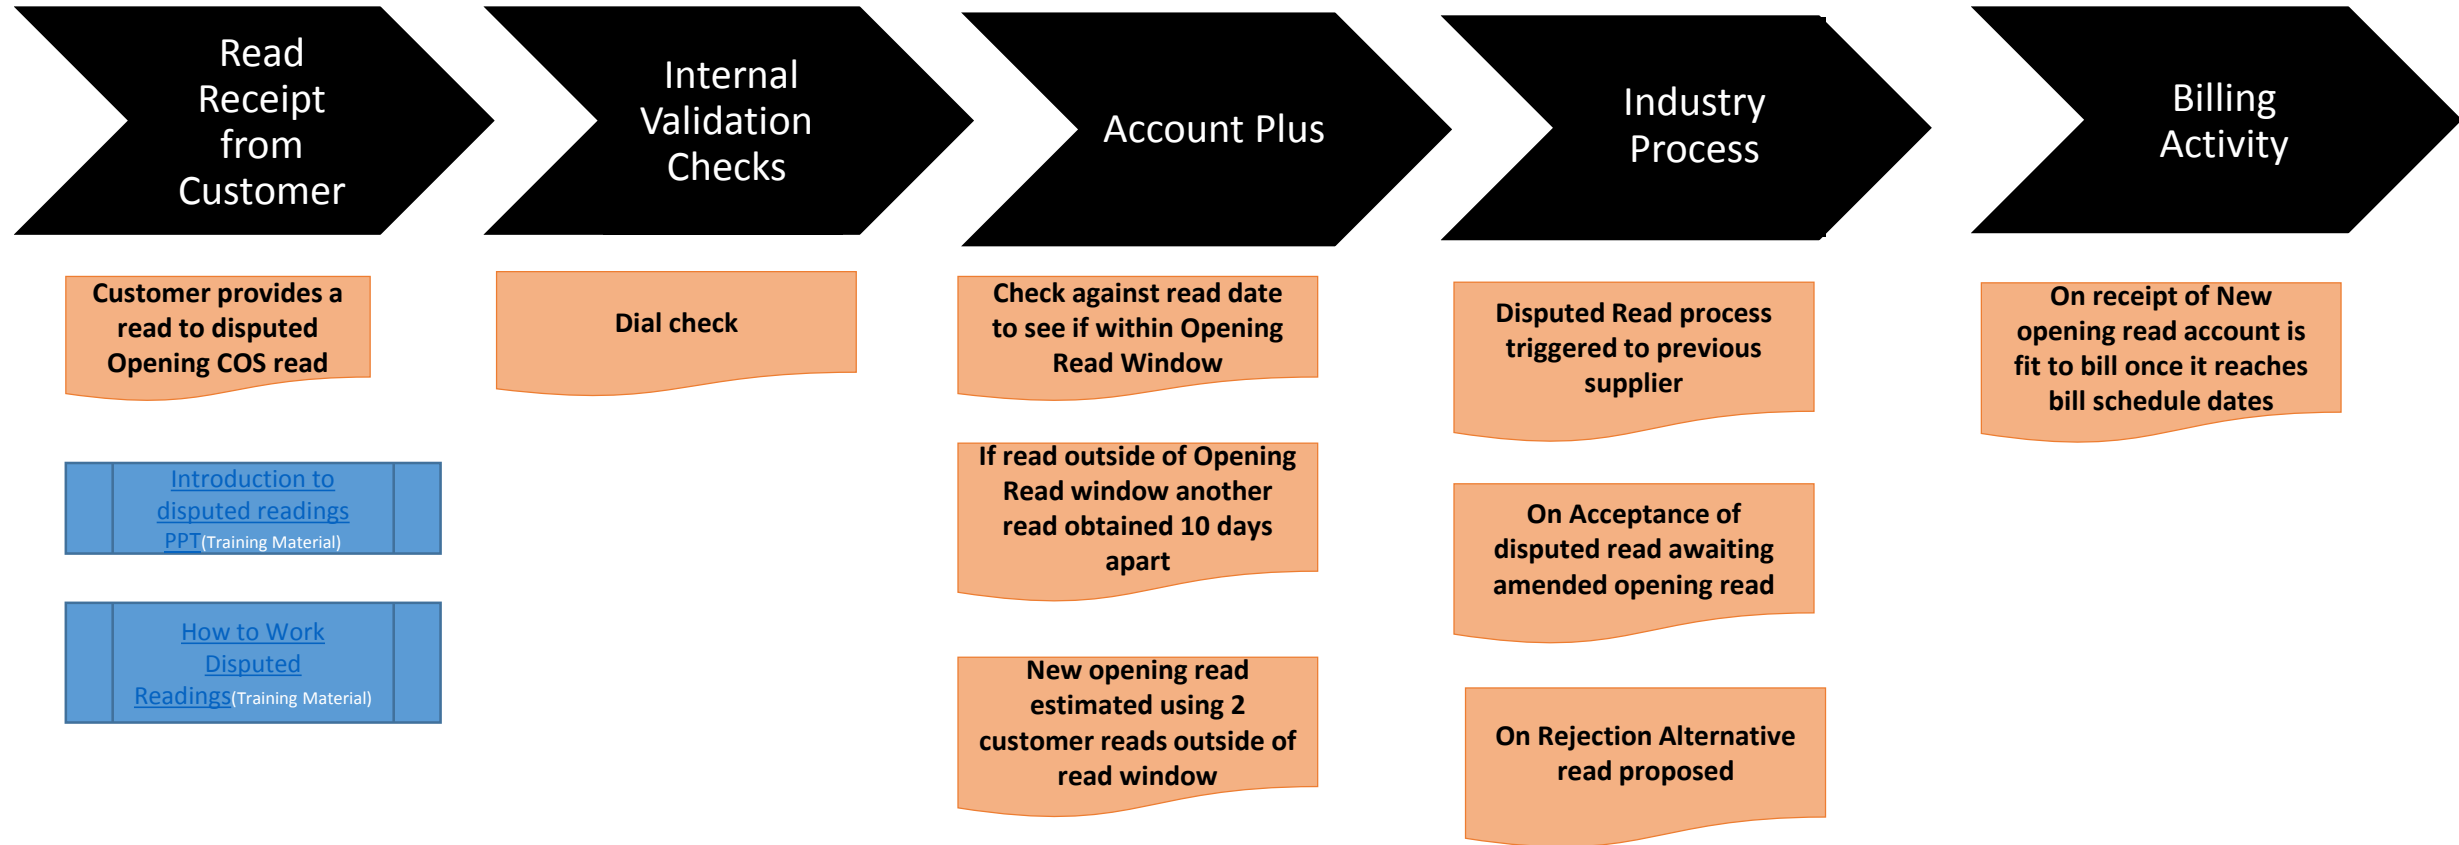 Read
Receipt
from
Customer
Internal
Validation
Checks
Account Plus
Industry
Process
Billing
Activity
Customer provides a
read to disputed
Opening COS read
Introduction to
disputed readings
PPT(Training Material)
How to Work
Disputed
Readings(Training Material)
Dial check
Check against read date
to see if within Opening
Read Window
If read outside of Opening
Read window another
read obtained 10 days
apart
New opening read
estimated using 2
customer reads outside of
read window
Disputed Read process
triggered to previous
supplier
On Acceptance of
disputed read awaiting
amended opening read
On Rejection Alternative
read proposed
On receipt of New
opening read account is
fit to bill once it reaches
bill schedule dates